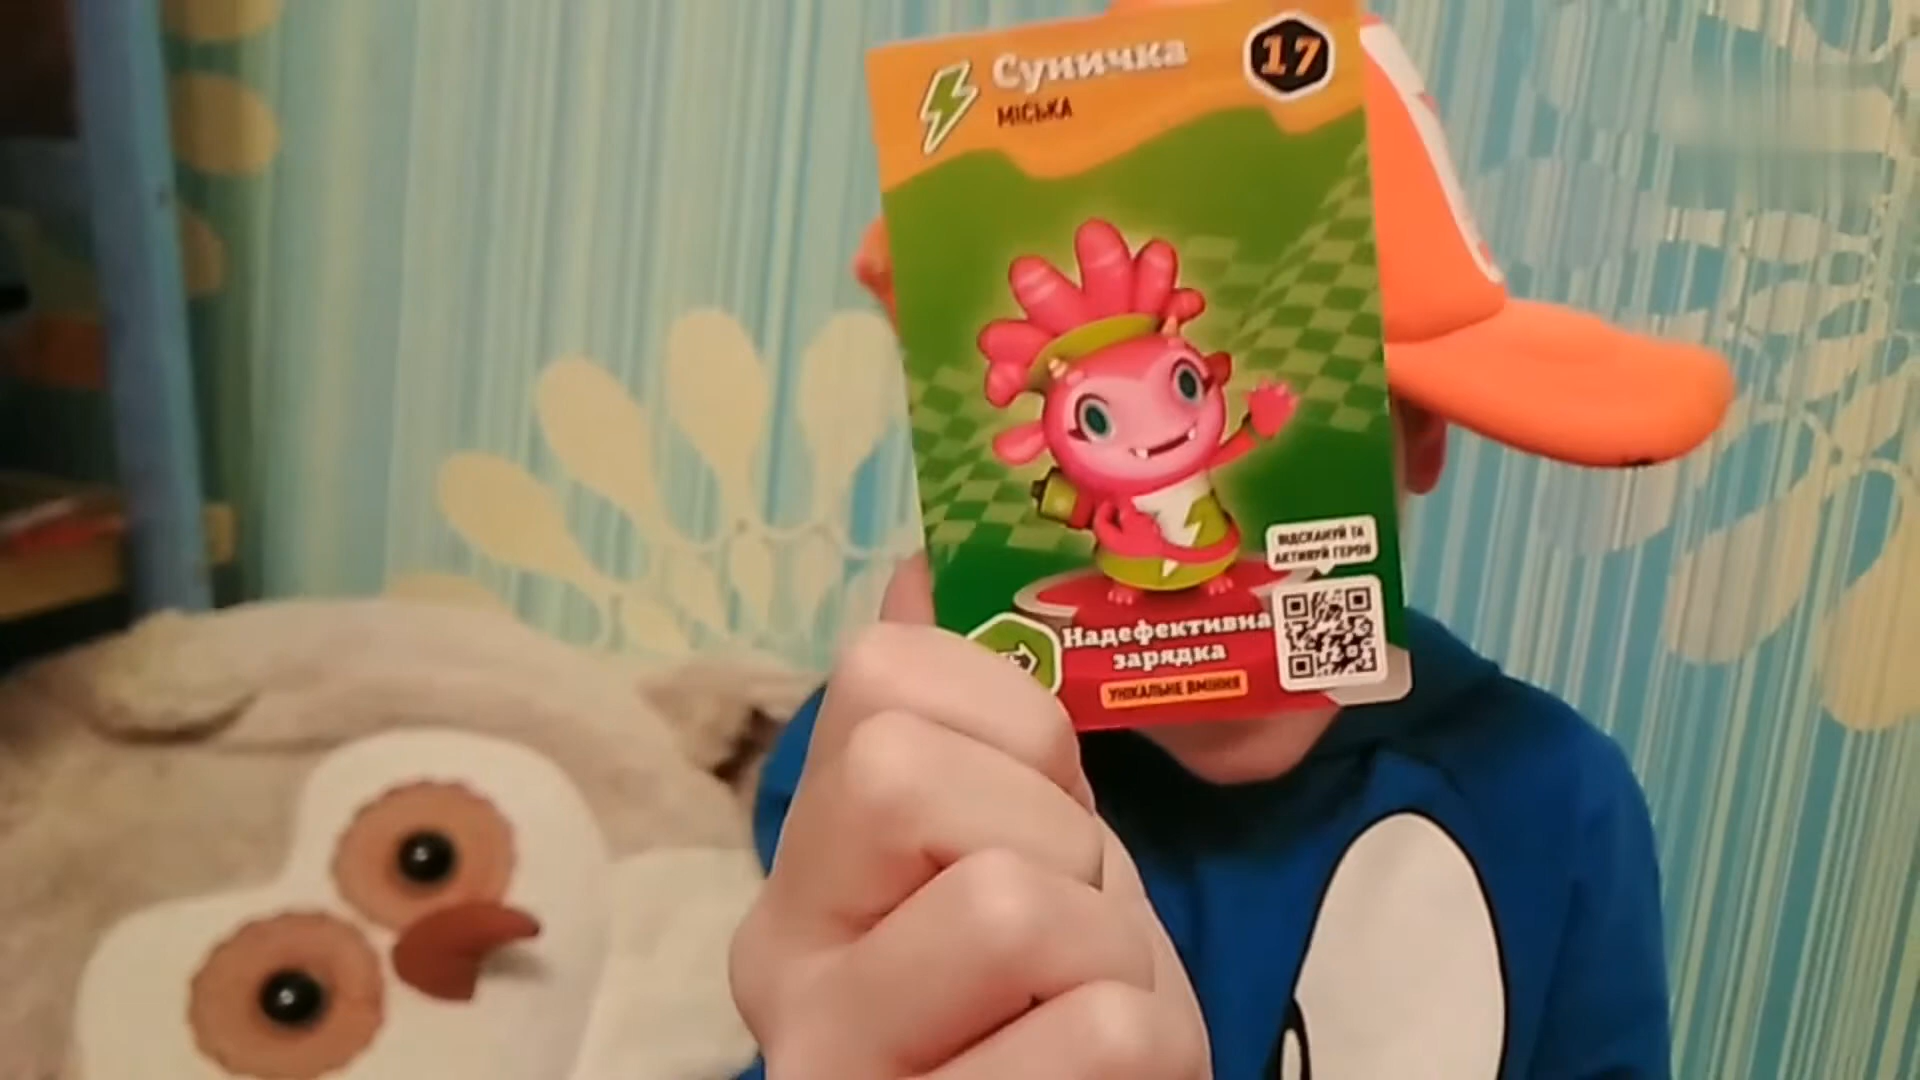 Суничка
МІСЬКА
17
ВІДСКАНУЙ ТА
АКТИВУЙ ГЕРОЯ
Надефективна
зарядка
УНІКАЛЬНЕ ВМІННЯ